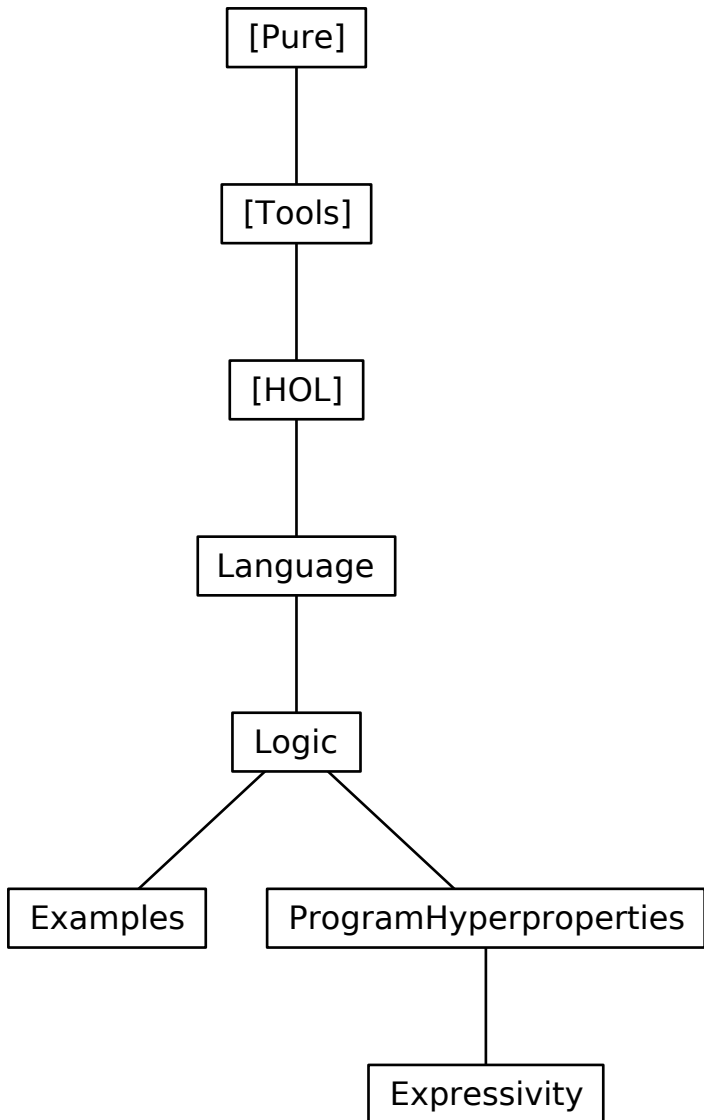 [Pure]
[Tools]
[HOL]
Language
Logic
Examples
ProgramHyperproperties
Expressivity